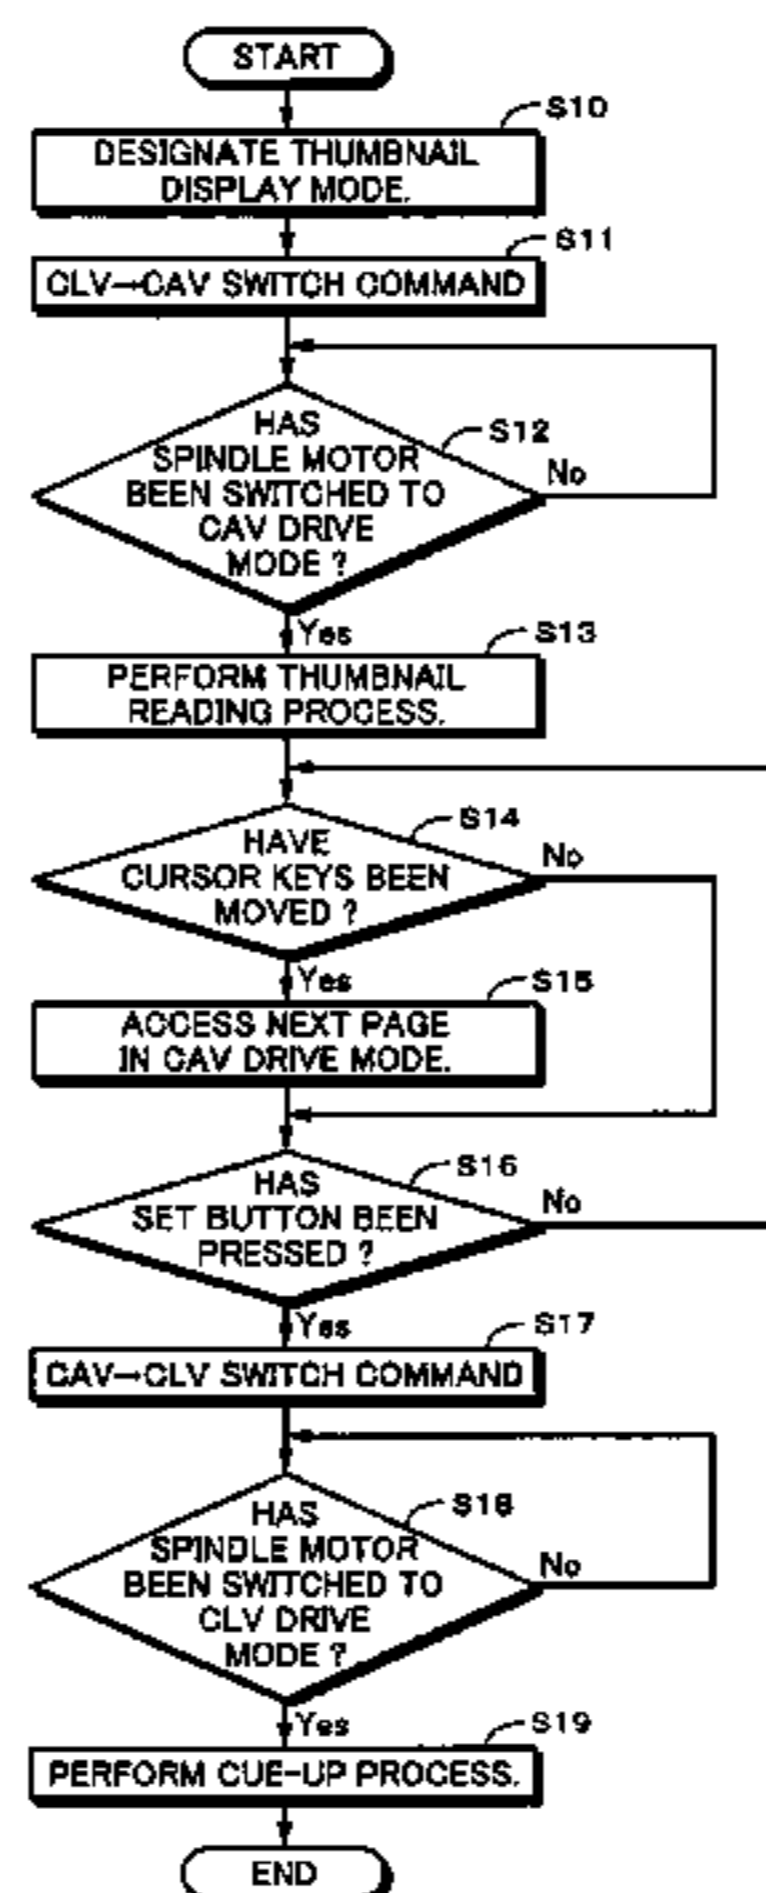 START
S10
DESIGNATE THUMBNAIL
DISPLAY MODE.
S11
CLV→CAV SWITCH COMMAND
HAS
SPINDLE MOTOR
BEEN SWITCHED TO
CAV DRIVE
MODE ?
S12
No
Yes
S13
PERFORM THUMBNAIL
READING PROCESS.
HAVE
CURSOR KEYS BEEN
MOVED ?
S14
No
Yes
S15
ACCESS NEXT PAGE
IN CAV DRIVE MODE.
HAS
SET BUTTON BEEN
PRESSED ?
S16
No
Yes
S17
CAV→CLV SWITCH COMMAND
HAS
SPINDLE MOTOR
BEEN SWITCHED TO
CLV DRIVE
MODE ?
S18
No
Yes
S19
PERFORM CUE-UP PROCESS.
END